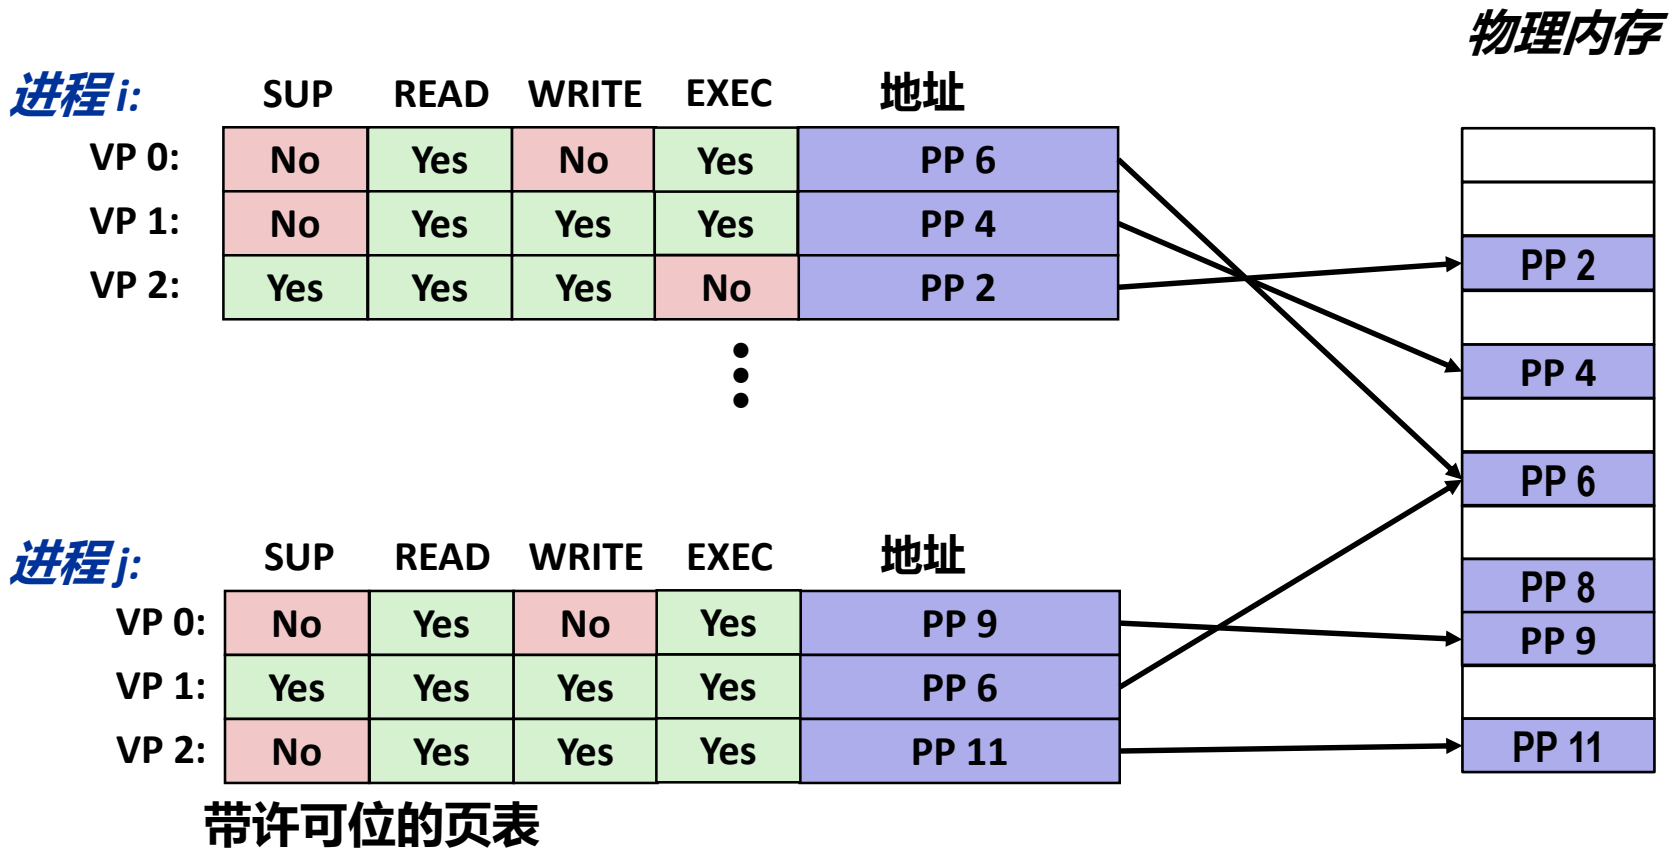 物理内存
进程 i: SUP READ WRITE EXEC 地址
VP 0: No Yes No Yes PP 6
VP 1: No Yes Yes Yes PP 4
VP 2: Yes Yes Yes No PP 2
PP 2
PP 4
PP 6
PP 8
PP 9
PP 11
进程 j: SUP READ WRITE EXEC 地址
VP 0: No Yes No Yes PP 9
VP 1: Yes Yes Yes Yes PP 6
VP 2: No Yes Yes Yes PP 11
带许可位的页表